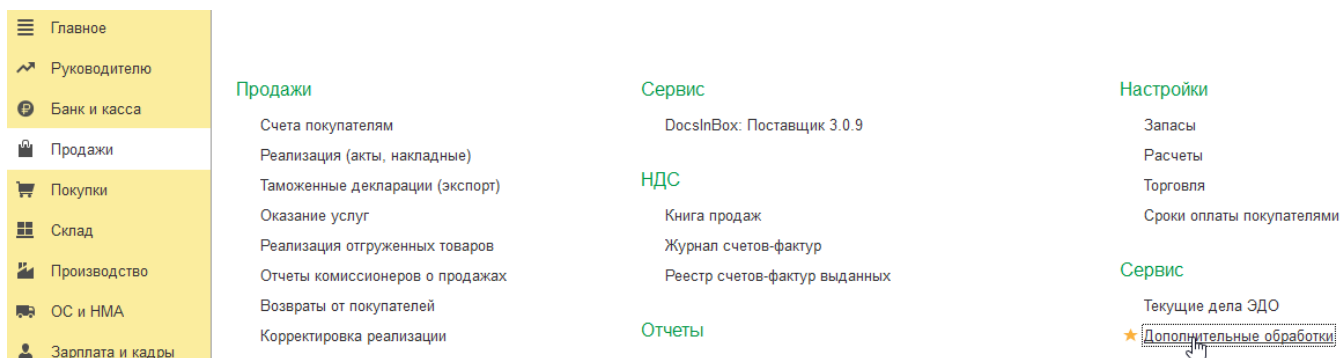 Главное
Руководителю
Банк и касса
Продажи
Покупки
Склад
Производство
ОС и НМА
Зарплата и кадры
Продажи
Счета покупателям
Реализация (акты, накладные)
Таможенные декларации (экспорт)
Оказание услуг
Реализация отгруженных товаров
Отчеты комиссионеров о продажах
Возвраты от покупателей
Корректировка реализации
Сервис
DocsInBox: Поставщик 3.0.9
НДС
Книга продаж
Журнал счетов-фактур
Реестр счетов-фактур выданных
Отчеты
Настройки
Запасы
Расчеты
Торговля
Сроки оплаты покупателями
Сервис
Текущие дела ЭДО
Дополнительные обработки